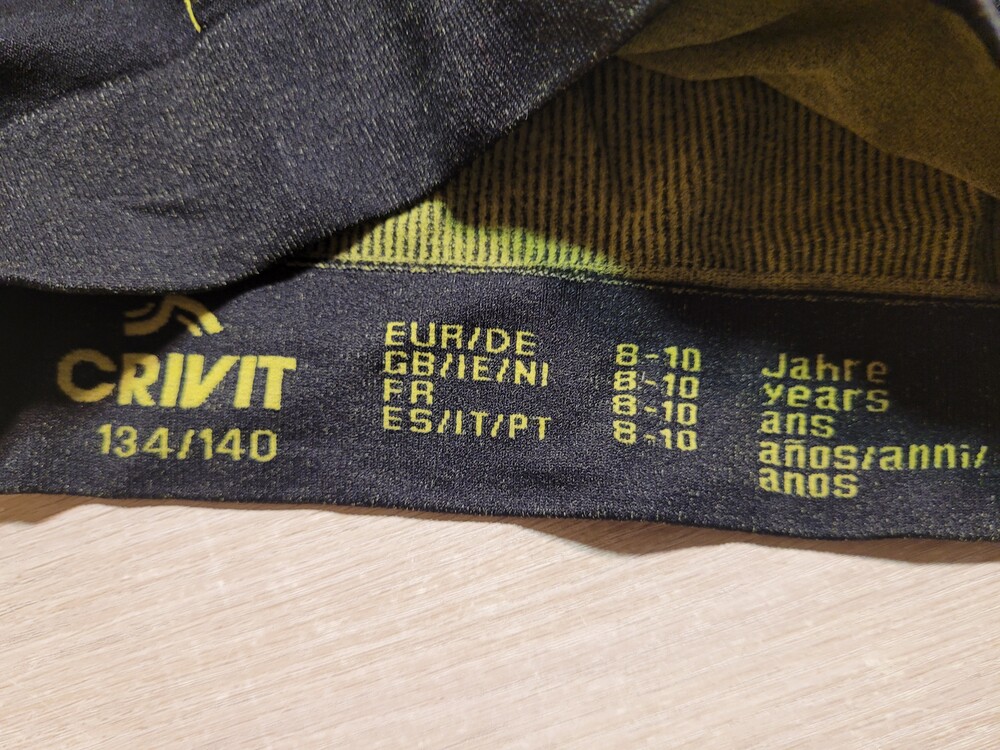 CRIVIT
134/140
EUR/DE 8-10 Jahre
GB/IE/NI 8-10 years
FR 8-10 ans
ES/IT/PT 8-10 años/anni/
anos